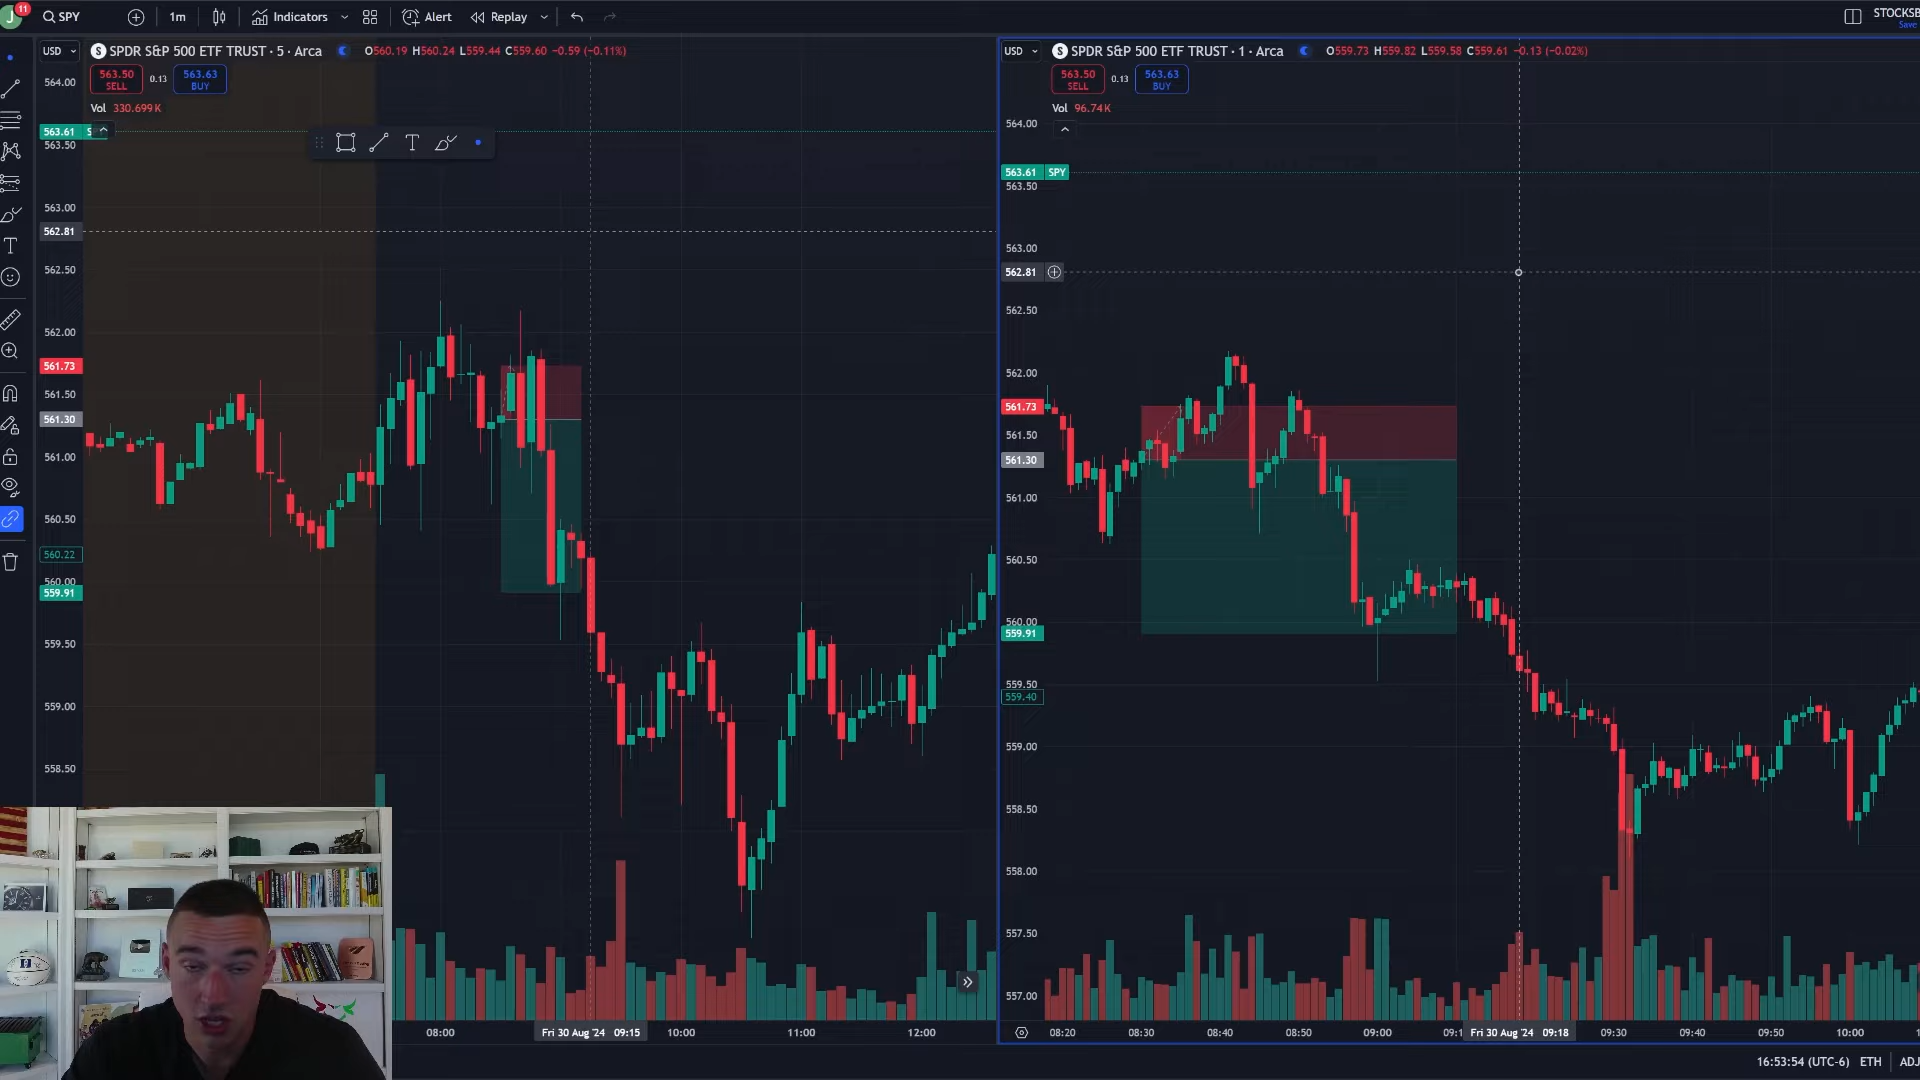 J 11 SPY 1m Indicators Alert Replay STOCKSB
Save
USD S SPDR S&P 500 ETF TRUST · 5 · Arca O560.19 H560.24 L559.44 C559.60 −0.59 (−0.11%)
563.50 SELL 0.13 563.63 BUY
Vol 330.699 K
564.00
563.61 S
563.50
563.00
562.81
562.50
562.00
561.73
561.50
561.30
561.00
560.50
560.22
560.00
559.91
559.50
559.00
558.50
08:00 Fri 30 Aug '24 09:15 10:00 11:00 12:00
USD S SPDR S&P 500 ETF TRUST · 1 · Arca O559.73 H559.82 L559.58 C559.61 −0.13 (−0.02%)
563.50 SELL 0.13 563.63 BUY
Vol 96.74 K
564.00
563.61 SPY
563.50
563.00
562.81
562.50
562.00
561.73
561.50
561.30
561.00
560.50
560.00
559.91
559.50
559.40
559.00
558.50
558.00
557.50
557.00
08:20 08:30 08:40 08:50 09:00 09:1 Fri 30 Aug '24 09:18 09:30 09:40 09:50 10:00
16:53:54 (UTC-6) ETH ADJ